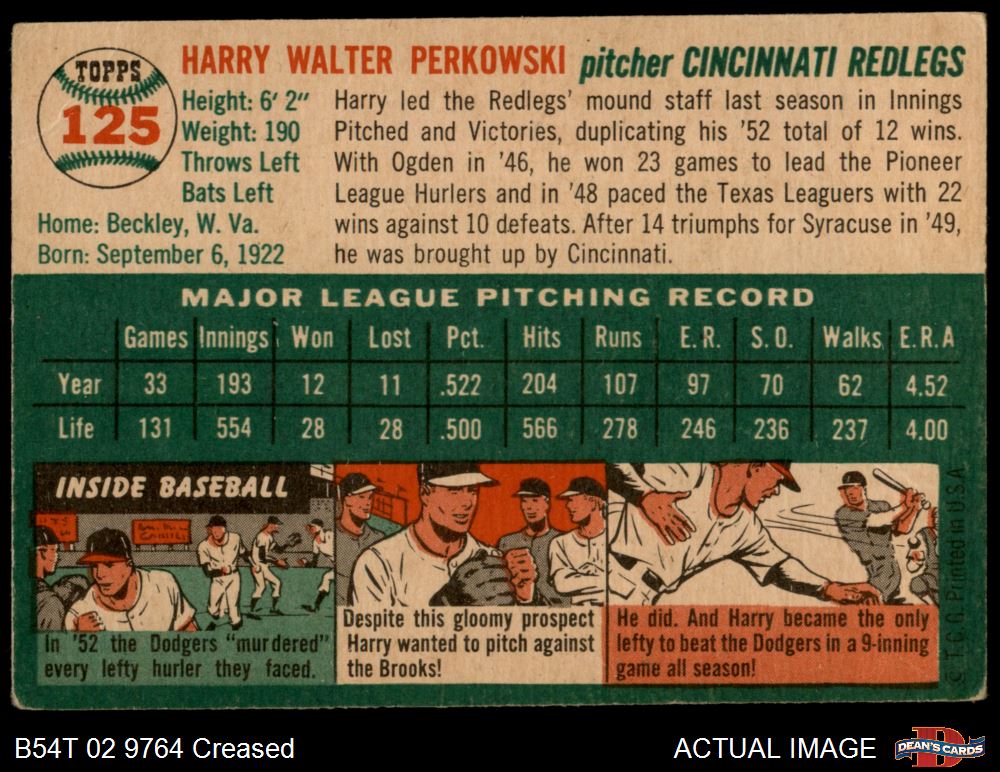 TOPPS
125
HARRY WALTER PERKOWSKI pitcher CINCINNATI REDLEGS
Height: 6' 2"
Weight: 190
Throws Left
Bats Left
Home: Beckley, W. Va.
Born: September 6, 1922
Harry led the Redlegs' mound staff last season in Innings
Pitched and Victories, duplicating his '52 total of 12 wins.
With Ogden in '46, he won 23 games to lead the Pioneer
League Hurlers and in '48 paced the Texas Leaguers with 22
wins against 10 defeats. After 14 triumphs for Syracuse in '49,
he was brought up by Cincinnati.
MAJOR LEAGUE PITCHING RECORD
Games Innings Won Lost Pct. Hits Runs E.R. S.O. Walks E.R.A
Year 33 193 12 11 .522 204 107 97 70 62 4.52
Life 131 554 28 28 .500 566 278 246 236 237 4.00
INSIDE BASEBALL
In '52 the Dodgers "murdered"
every lefty hurler they faced.
Despite this gloomy prospect
Harry wanted to pitch against
the Brooks!
He did. And Harry became the only
lefty to beat the Dodgers in a 9-inning
game all season!
© T.C.G. Printed in U.S.A.
B54T 02 9764 Creased
ACTUAL IMAGE
DEAN'S CARDS